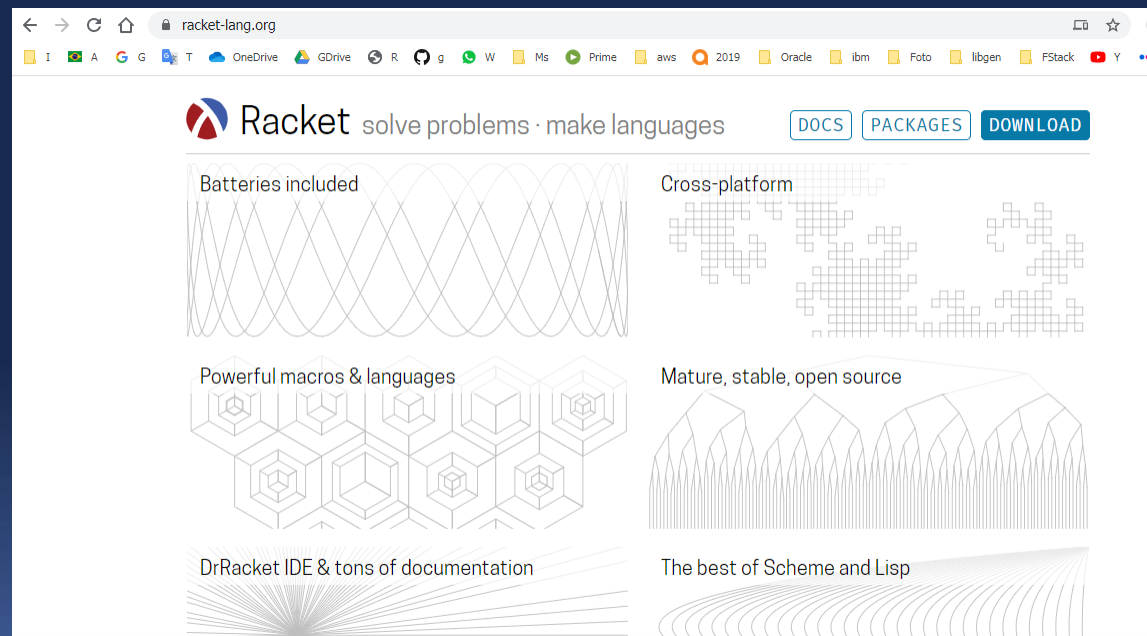 racket-lang.org
I A G T OneDrive GDrive R g W Ms Prime aws 2019 Oracle ibm Foto libgen FStack Y
Racket solve problems · make languages DOCS PACKAGES DOWNLOAD
Batteries included Cross-platform
Powerful macros & languages Mature, stable, open source
DrRacket IDE & tons of documentation The best of Scheme and Lisp